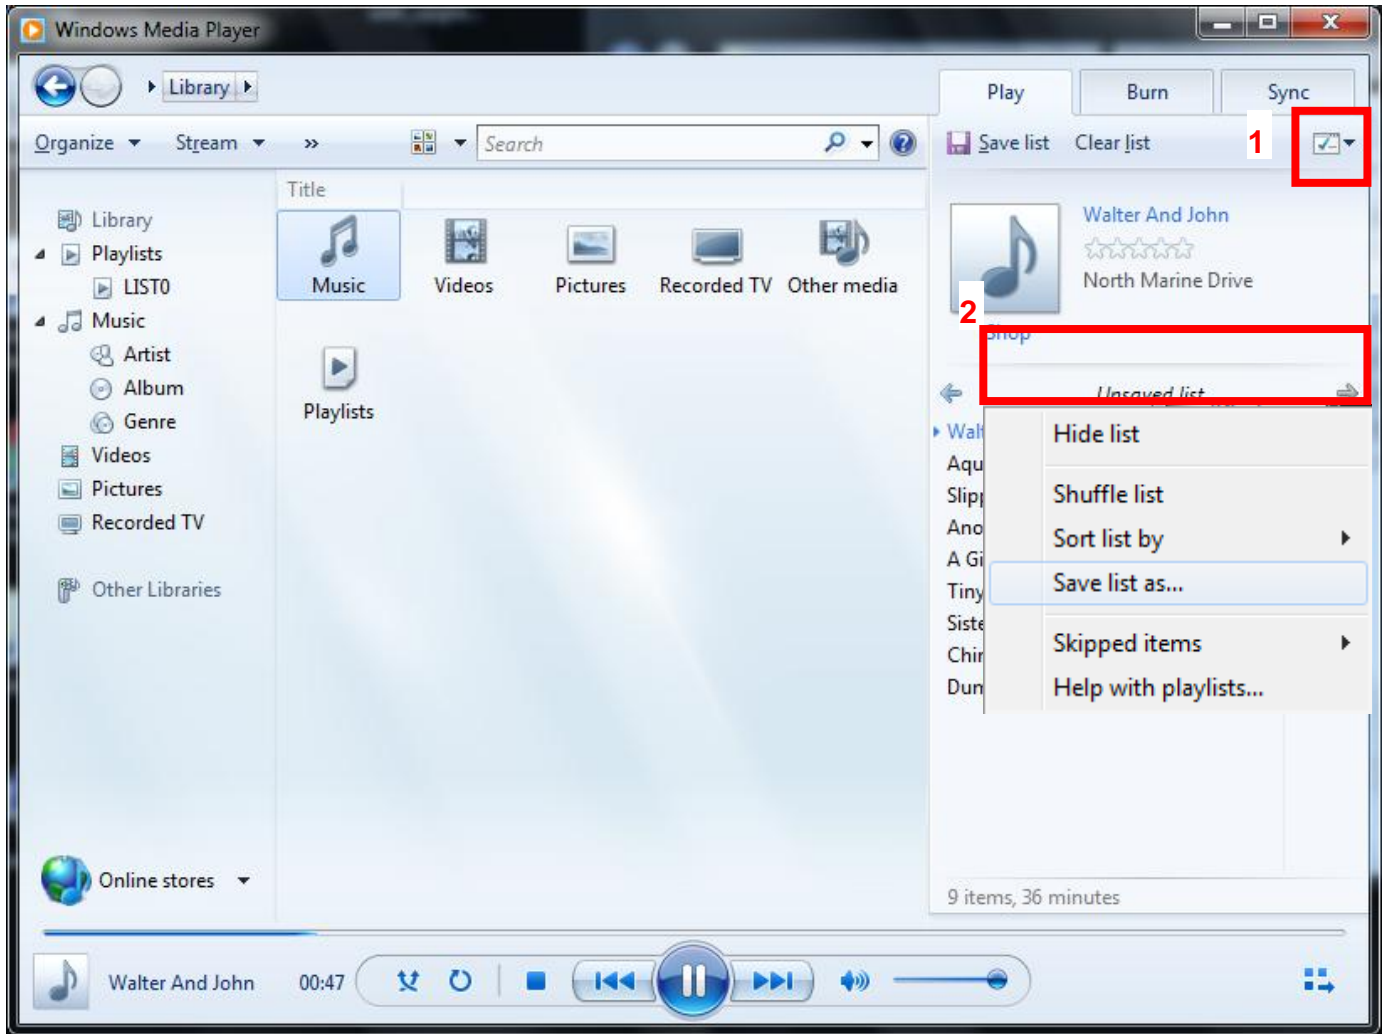 Windows Media Player
Library
Play
Burn
Sync
Organize
Stream
»
Search
Save list
Clear list
1
Title
Library
Playlists
LIST0
Music
Artist
Album
Genre
Videos
Pictures
Recorded TV
Other Libraries
Music
Videos
Pictures
Recorded TV
Other media
Playlists
Walter And John
North Marine Drive
2
Shop
Unsaved list
Walt
Aqu
Slipp
Ano
A Gi
Tiny
Siste
Chir
Dum
Hide list
Shuffle list
Sort list by
Save list as...
Skipped items
Help with playlists...
9 items, 36 minutes
Online stores
Walter And John
00:47